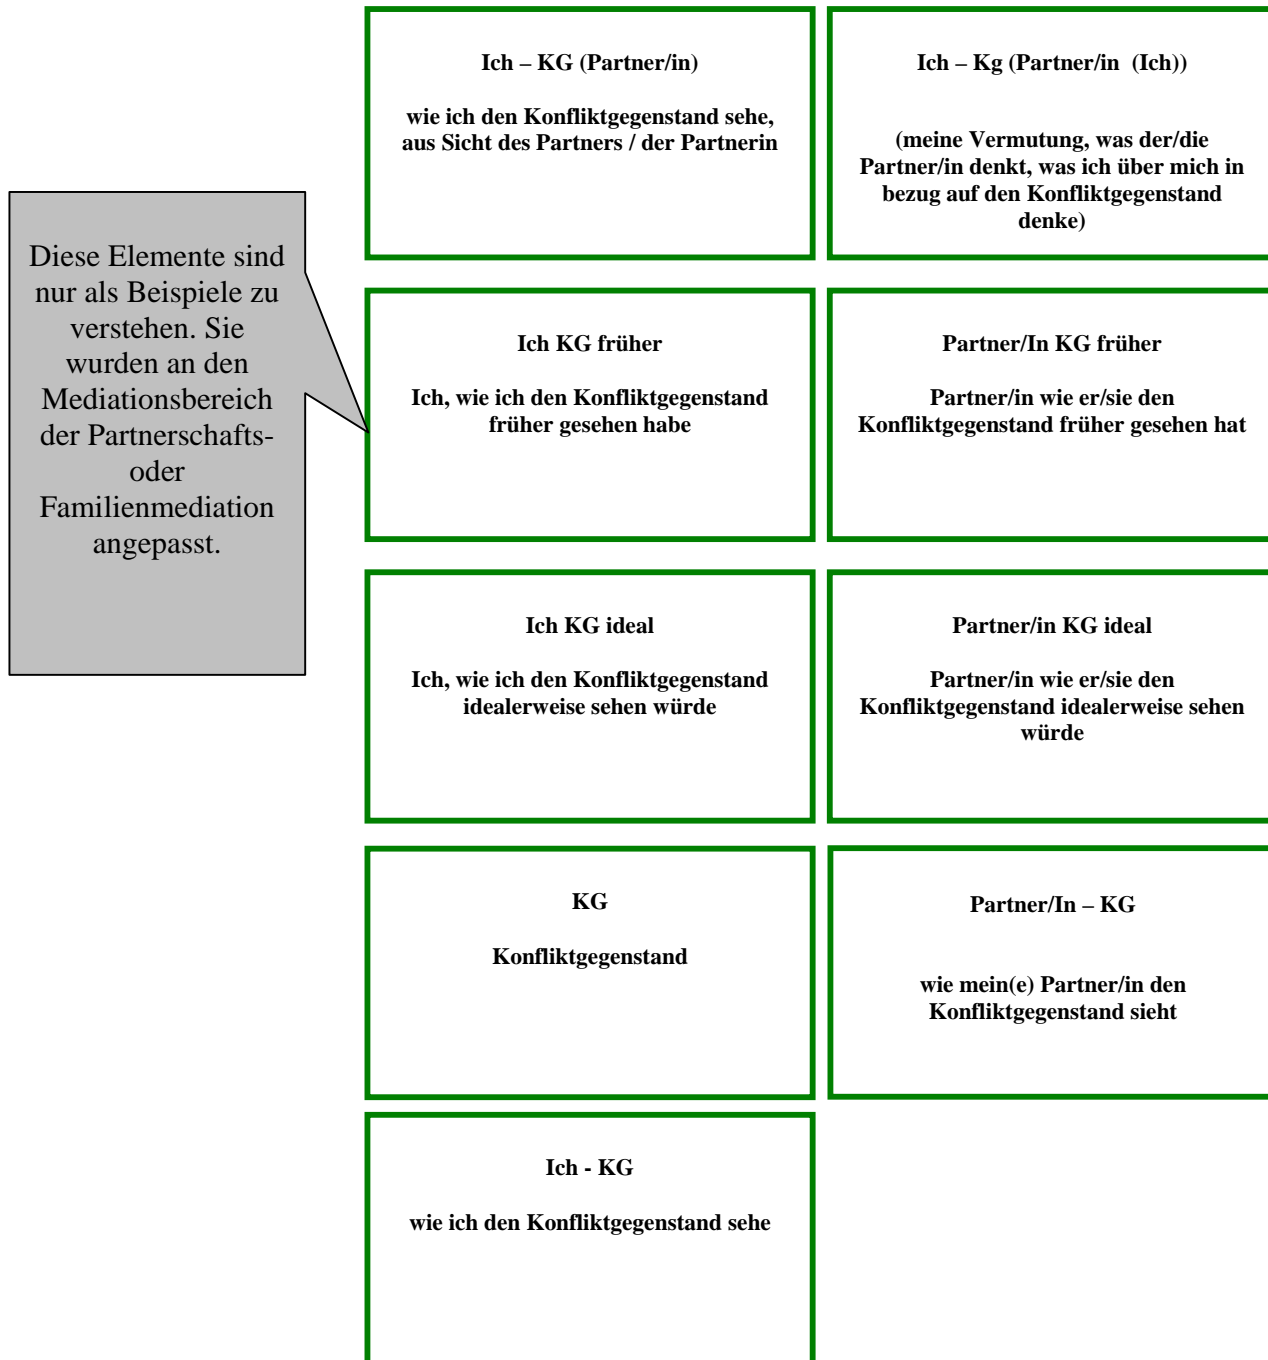 Ich – KG (Partner/in)
wie ich den Konfliktgegenstand sehe,
aus Sicht des Partners / der Partnerin
Ich – Kg (Partner/in  (Ich))
(meine Vermutung, was der/die
Partner/in denkt, was ich über mich in
bezug auf den Konfliktgegenstand
denke)
Diese Elemente sind
nur als Beispiele zu
verstehen. Sie
wurden an den
Mediationsbereich
der Partnerschafts-
oder
Familienmediation
angepasst.
Ich KG früher
Ich, wie ich den Konfliktgegenstand
früher gesehen habe
Partner/In KG früher
Partner/in wie er/sie den
Konfliktgegenstand früher gesehen hat
Ich KG ideal
Ich, wie ich den Konfliktgegenstand
idealerweise sehen würde
Partner/in KG ideal
Partner/in wie er/sie den
Konfliktgegenstand idealerweise sehen
würde
KG
Konfliktgegenstand
Partner/In – KG
wie mein(e) Partner/in den
Konfliktgegenstand sieht
Ich - KG
wie ich den Konfliktgegenstand sehe